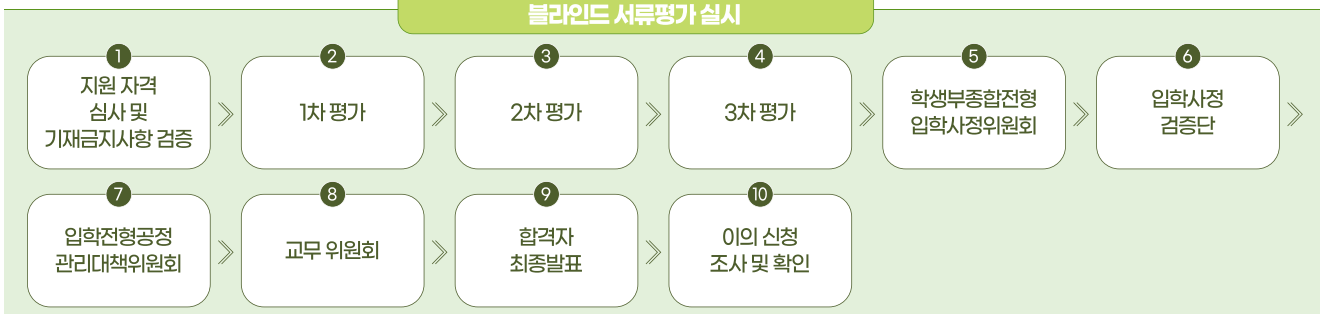 블라인드 서류평가 실시
1
지원 자격
심사 및
기재금지사항 검증
2
1차 평가
3
2차 평가
4
3차 평가
5
학생부종합전형
입학사정위원회
6
입학사정
검증단
7
입학전형공정
관리대책위원회
8
교무 위원회
9
합격자
최종발표
10
이의 신청
조사 및 확인